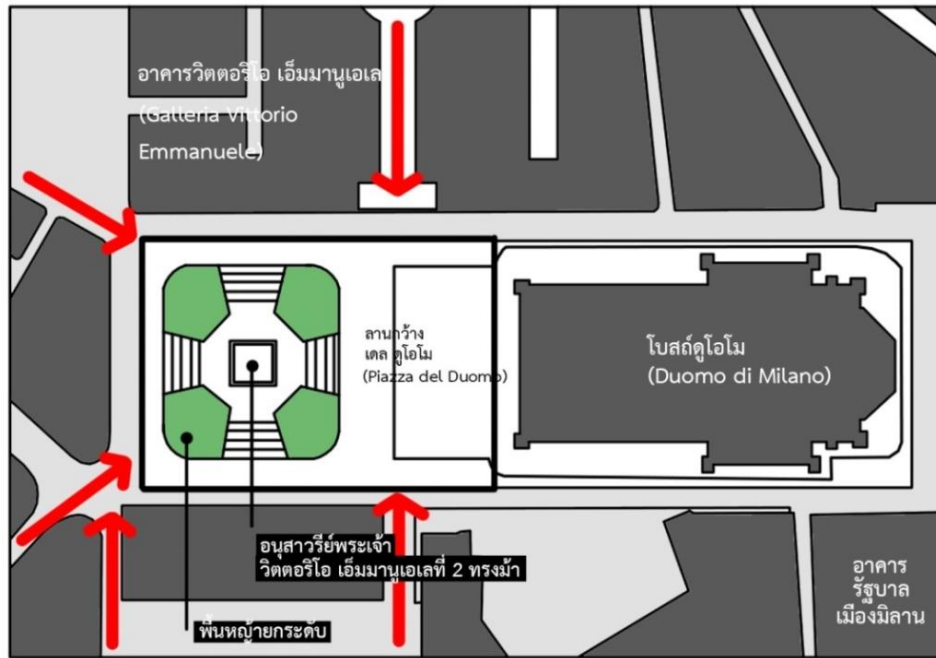 อาคารวิตตอริโอ เอ็มมานูเอเล
(Galleria Vittorio
Emmanuele)
ลานกว้าง
เดล ดูโอโม
(Piazza del Duomo)
โบสถ์ดูโอโม
(Duomo di Milano)
อนุสาวรีย์พระเจ้า
วิตตอริโอ เอ็มมานูเอเลที่ 2 ทรงม้า
พื้นหญ้ายกระดับ
อาคาร
รัฐบาล
เมืองมิลาน